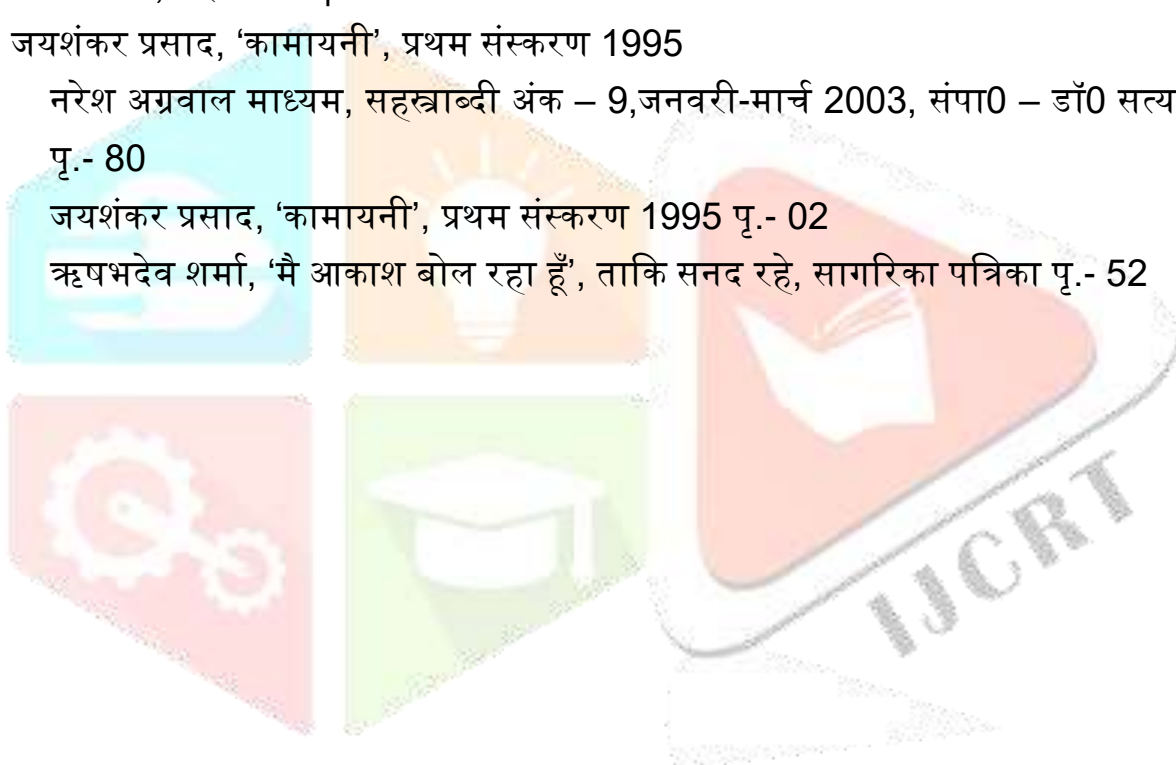 जयशंकर प्रसाद, ‘कामायनी’, प्रथम संस्करण 1995
नरेश अग्रवाल माध्यम, सहस्त्राब्दी अंक – 9,जनवरी-मार्च 2003, संपा0 – डॉ0 सत्य
पृ.- 80
जयशंकर प्रसाद, ‘कामायनी’, प्रथम संस्करण 1995 पृ.- 02
ऋषभदेव शर्मा, ‘मै आकाश बोल रहा हूँ’, ताकि सनद रहे, सागरिका पत्रिका पृ.- 52
IJCRT